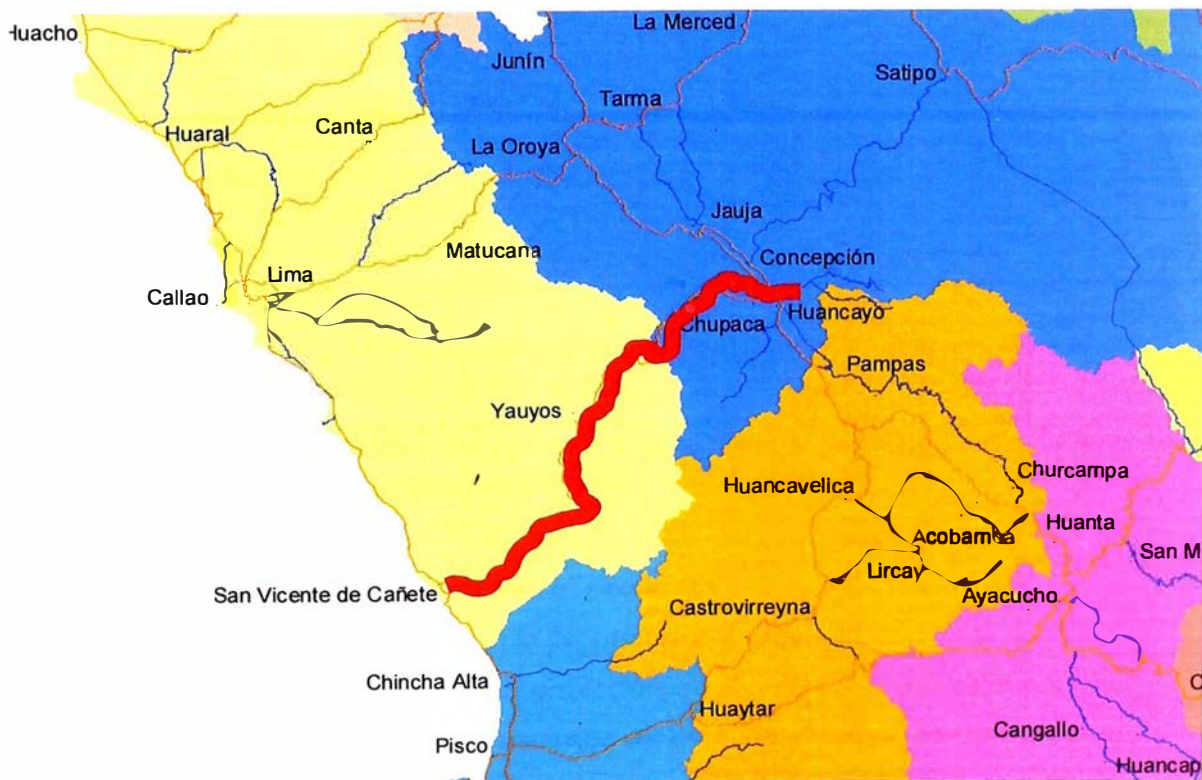 La Merced
Huacho
Junín
Satipo
Tarma
Canta
Huaral
La Oroya
Jauja
Matucana
Concepción
Lima
Callao
Huancayo
Chupaca
Pampas
Yauyos
Churcampa
Huancavelica
Huanta
San M
Lircay
San Vicente de Cañete
Ayacucho
Castrovirreyna
Chincha Alta
Huaytar
Cangallo
Pisco
Huancap